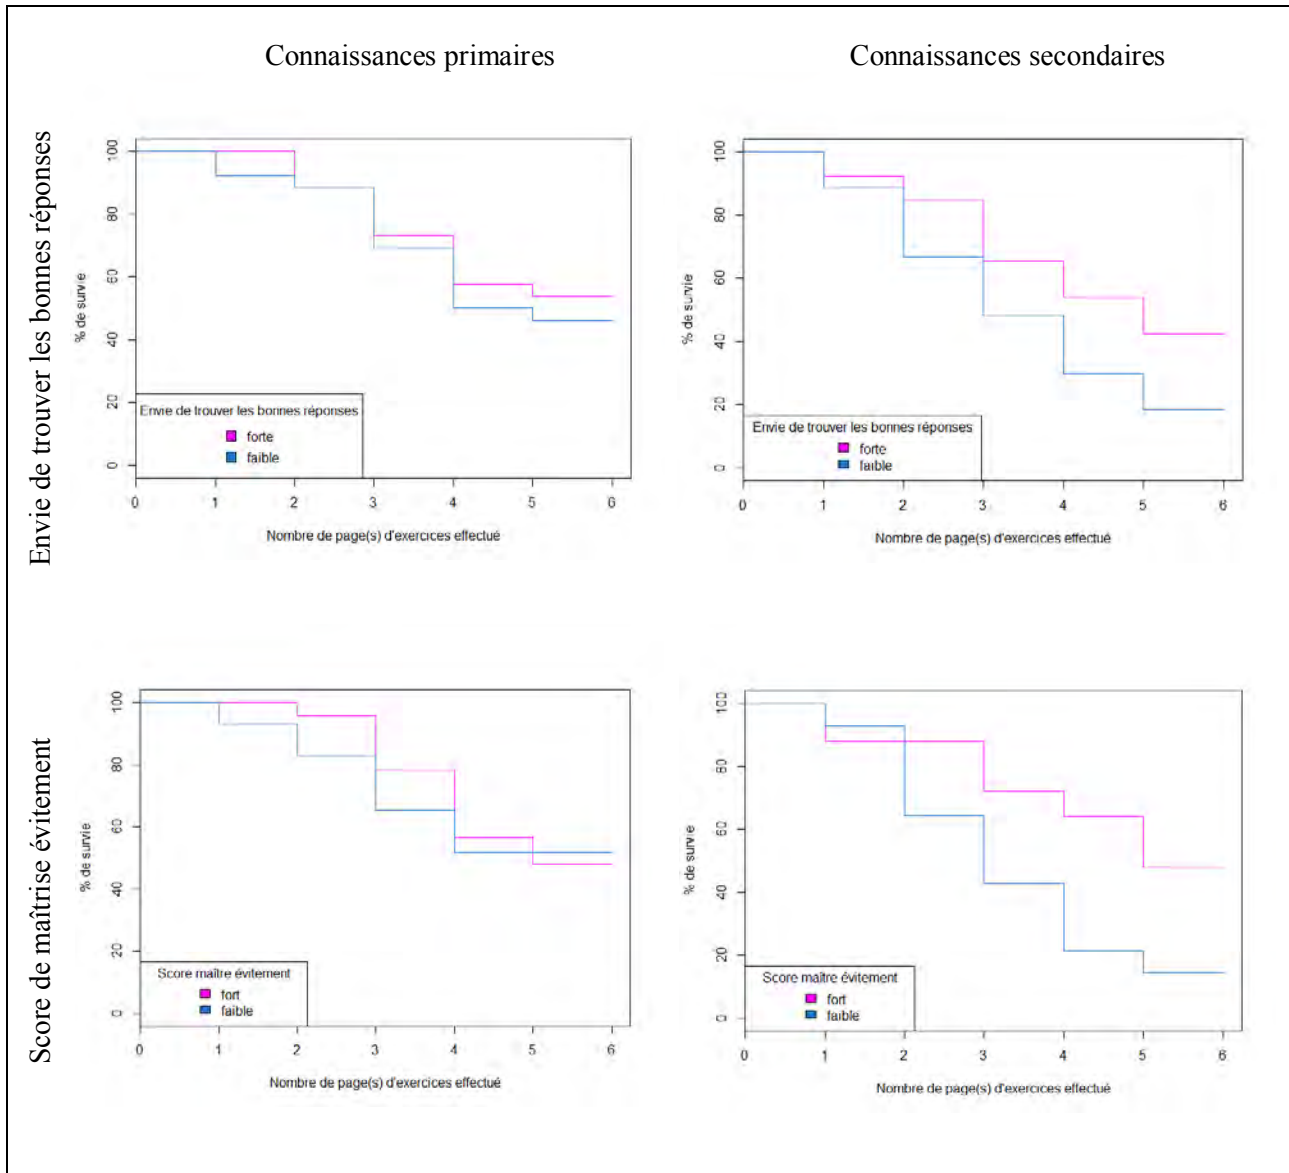 Connaissances primaires
Connaissances secondaires
Envie de trouver les bonnes réponses
100
80
60
40
20
0
% de survie
Envie de trouver les bonnes réponses
forte
faible
0 1 2 3 4 5 6
Nombre de page(s) d'exercices effectué
100
80
60
40
20
0
% de survie
Envie de trouver les bonnes réponses
forte
faible
0 1 2 3 4 5 6
Nombre de page(s) d'exercices effectué
Score de maîtrise évitement
100
80
60
40
20
0
% de survie
Score maître évitement
fort
faible
0 1 2 3 4 5 6
Nombre de page(s) d'exercices effectué
100
80
60
40
20
0
% de survie
Score maître évitement
fort
faible
0 1 2 3 4 5 6
Nombre de page(s) d'exercices effectué